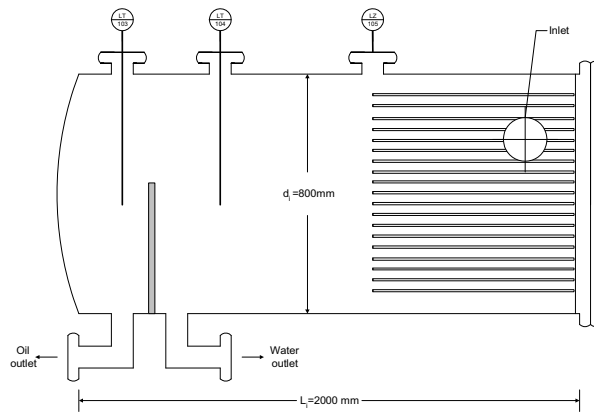 LT
103
LT
104
LZ
105
Inlet
d_i=800mm
Oil
outlet
Water
outlet
L_i=2000 mm